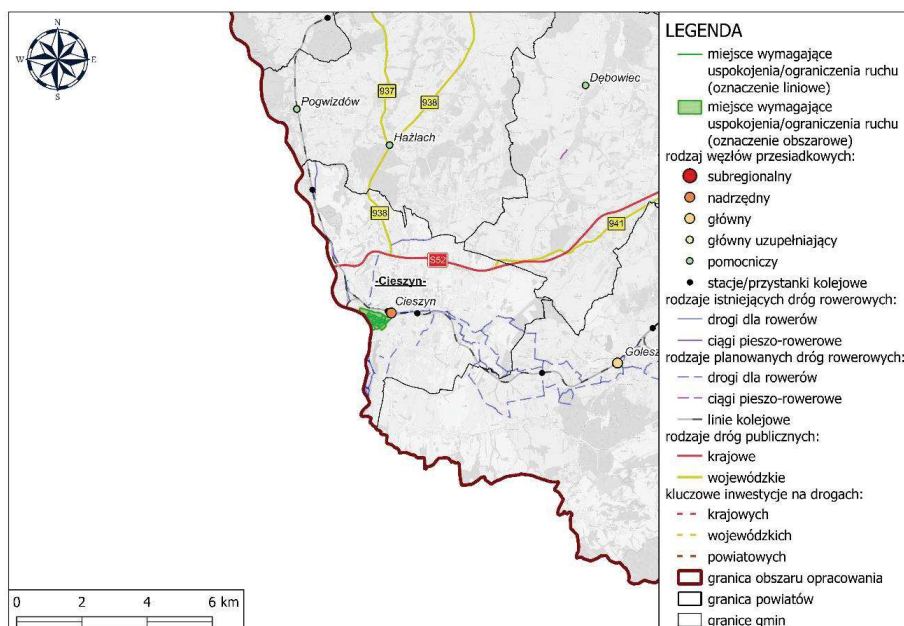 N
W
E
S
937
938
Dębowiec
Pogwizdów
Hażlach
938
941
S52
-Cieszyn-
Cieszyn
Golesz
0 2 4 6 km
LEGENDA
miejsce wymagające
uspokojenia/ograniczenia ruchu
(oznaczenie liniowe)
miejsce wymagające
uspokojenia/ograniczenia ruchu
(oznaczenie obszarowe)
rodzaj węzłów przesiadkowych:
subregionalny
nadrzędny
główny
główny uzupełniający
pomocniczy
stacje/przystanki kolejowe
rodzaje istniejących dróg rowerowych:
drogi dla rowerów
ciągi pieszo-rowerowe
rodzaje planowanych dróg rowerowych:
drogi dla rowerów
ciągi pieszo-rowerowe
linie kolejowe
rodzaje dróg publicznych:
krajowe
wojewódzkie
kluczowe inwestycje na drogach:
krajowych
wojewódzkich
powiatowych
granica obszaru opracowania
granica powiatów
granice gmin